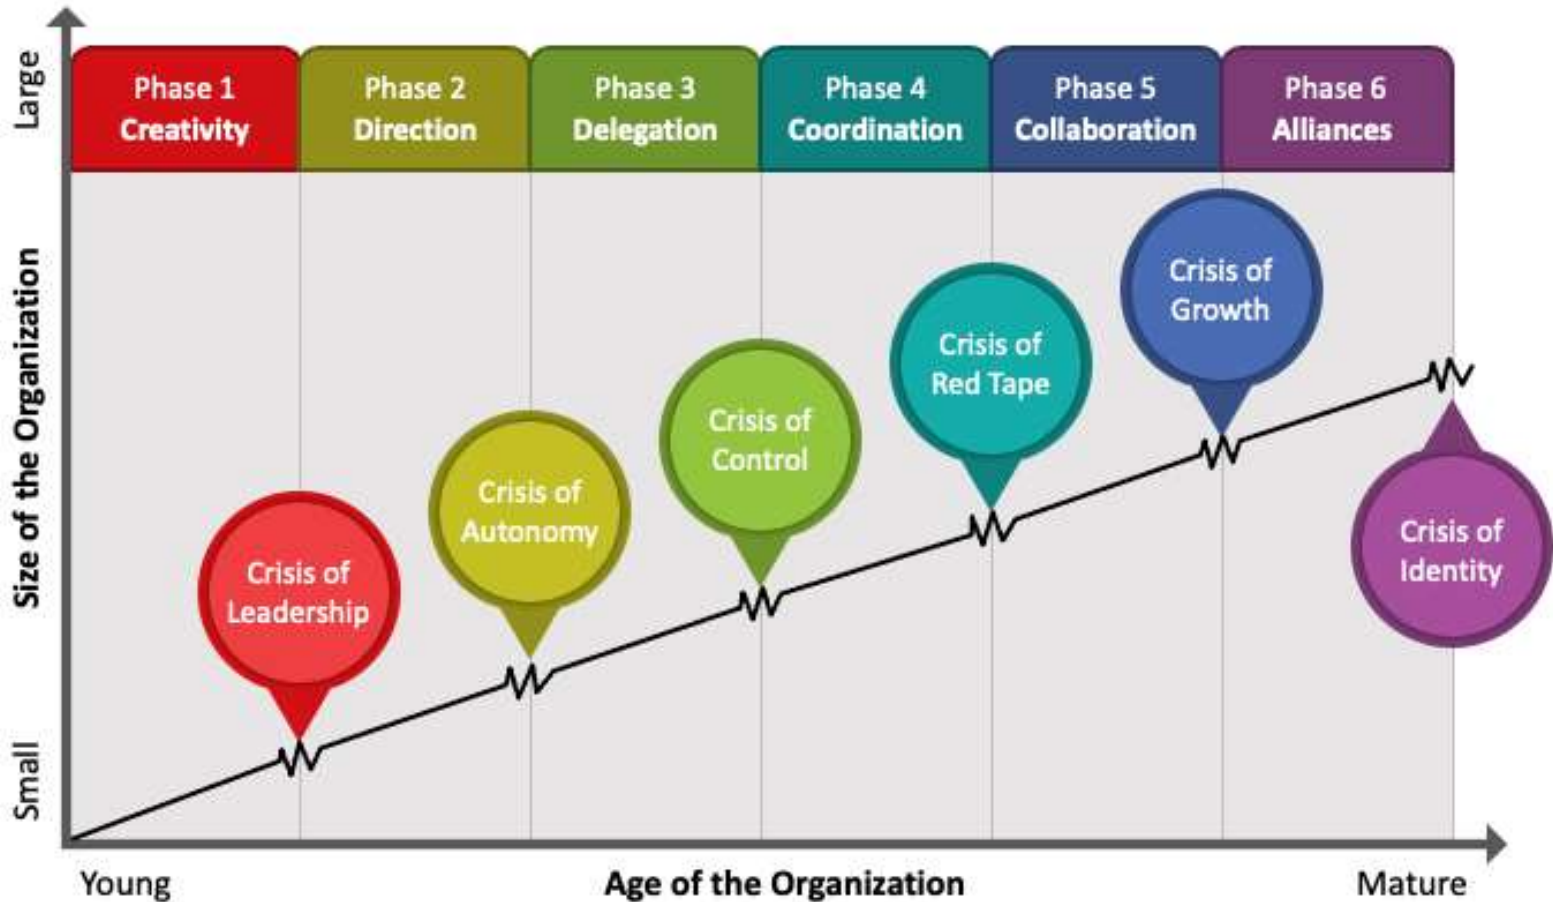 Large
Phase 1
Creativity
Phase 2
Direction
Phase 3
Delegation
Phase 4
Coordination
Phase 5
Collaboration
Phase 6
Alliances
Size of the Organization
Small
Crisis of
Leadership
Crisis of
Autonomy
Crisis of
Control
Crisis of
Red Tape
Crisis of
Growth
Crisis of
Identity
Young
Age of the Organization
Mature